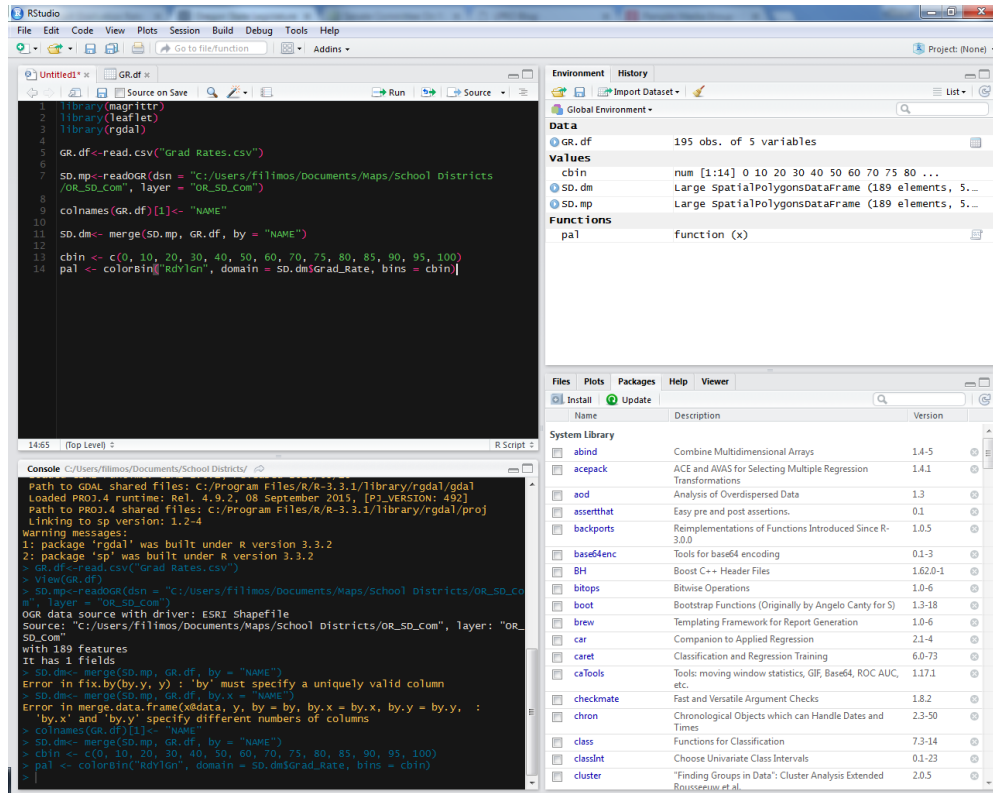 RStudio
File Edit Code View Plots Session Build Debug Tools Help
Go to file/function Addins Project: (None)
Untitled1* GR.df
Source on Save Run Source
1 library(magrittr)
2 library(leaflet)
3 library(rgdal)
4
5 GR.df<-read.csv("Grad Rates.csv")
6
7 SD.mp<-readOGR(dsn = "C:/Users/filimos/Documents/Maps/School Districts
/OR_SD_Com", layer = "OR_SD_Com")
8
9 colnames(GR.df)[1]<- "NAME"
10
11 SD.dm<- merge(SD.mp, GR.df, by = "NAME")
12
13 cbin <- c(0, 10, 20, 30, 40, 50, 60, 70, 75, 80, 85, 90, 95, 100)
14 pal <- colorBin("RdYlGn", domain = SD.dm$Grad_Rate, bins = cbin)
14:65 (Top Level) R Script
Console C:/Users/filimos/Documents/School Districts/
Path to GDAL shared files: C:/Program Files/R/R-3.3.1/library/rgdal/gdal
Loaded PROJ.4 runtime: Rel. 4.9.2, 08 September 2015, [PJ_VERSION: 492]
Path to PROJ.4 shared files: C:/Program Files/R/R-3.3.1/library/rgdal/proj
Linking to sp version: 1.2-4
Warning messages:
1: package 'rgdal' was built under R version 3.3.2
2: package 'sp' was built under R version 3.3.2
> GR.df<-read.csv("Grad Rates.csv")
> View(GR.df)
> SD.mp<-readOGR(dsn = "C:/Users/filimos/Documents/Maps/School Districts/OR_SD_Co
m", layer = "OR_SD_Com")
OGR data source with driver: ESRI Shapefile
Source: "C:/Users/filimos/Documents/Maps/School Districts/OR_SD_Com", layer: "OR_
SD_Com"
with 189 features
It has 1 fields
> SD.dm<- merge(SD.mp, GR.df, by = "NAME")
Error in fix.by(by.y, y) : 'by' must specify a uniquely valid column
> SD.dm<- merge(SD.mp, GR.df, by.x = "NAME")
Error in merge.data.frame(x@data, y, by = by, by.x = by.x, by.y = by.y, :
'by.x' and 'by.y' specify different numbers of columns
> colnames(GR.df)[1]<- "NAME"
> SD.dm<- merge(SD.mp, GR.df, by = "NAME")
> cbin <- c(0, 10, 20, 30, 40, 50, 60, 70, 75, 80, 85, 90, 95, 100)
> pal <- colorBin("RdYlGn", domain = SD.dm$Grad_Rate, bins = cbin)
>
Environment History
Import Dataset List
Global Environment
Data
GR.df 195 obs. of 5 variables
Values
cbin num [1:14] 0 10 20 30 40 50 60 70 75 80 ...
SD.dm Large SpatialPolygonsDataFrame (189 elements, 5.…
SD.mp Large SpatialPolygonsDataFrame (189 elements, 5.…
Functions
pal function (x)
Files Plots Packages Help Viewer
Install Update
Name Description Version
System Library
abind Combine Multidimensional Arrays 1.4-5
acepack ACE and AVAS for Selecting Multiple Regression
Transformations 1.4.1
aod Analysis of Overdispersed Data 1.3
assertthat Easy pre and post assertions. 0.1
backports Reimplementations of Functions Introduced Since R-
3.0.0 1.0.5
base64enc Tools for base64 encoding 0.1-3
BH Boost C++ Header Files 1.62.0-1
bitops Bitwise Operations 1.0-6
boot Bootstrap Functions (Originally by Angelo Canty for S) 1.3-18
brew Templating Framework for Report Generation 1.0-6
car Companion to Applied Regression 2.1-4
caret Classification and Regression Training 6.0-73
caTools Tools: moving window statistics, GIF, Base64, ROC AUC,
etc. 1.17.1
checkmate Fast and Versatile Argument Checks 1.8.2
chron Chronological Objects which can Handle Dates and
Times 2.3-50
class Functions for Classification 7.3-14
classInt Choose Univariate Class Intervals 0.1-23
cluster "Finding Groups in Data": Cluster Analysis Extended
Rousseeuw et al. 2.0.5